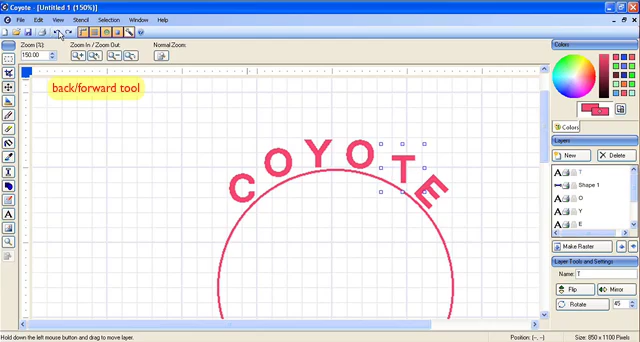 Coyote - [Untitled 1 (150%)]
File Edit View Stencil Selection Window Help
Zoom [%] Zoom In / Zoom Out Normal Zoom:
150.00
back/forward tool
COYOTE
Colors
Colors
Layers
New Delete
T
Shape 1
O
Y
E
Make Raster
Layer Tools and Settings
Name: T
Flip Mirror
Rotate 45
Hold down the left mouse button and drag to move layer.
Position: (--, --)
Size: 850 x 1100 Pixels